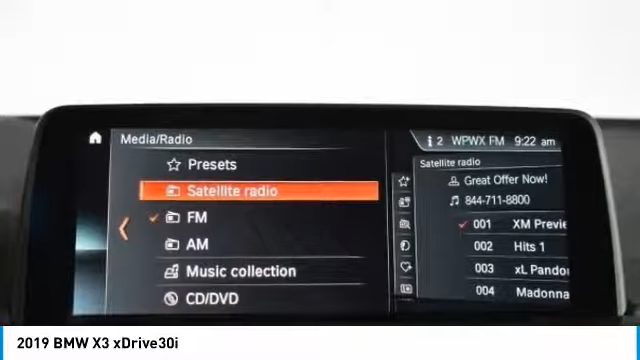 Media/Radio
Presets
Satellite radio
FM
AM
Music collection
CD/DVD
2 WPWX FM 9:22 am
Satellite radio
Great Offer Now!
844-711-8800
001 XM Previe
002 Hits 1
003 xL Pando
004 Madonna
2019 BMW X3 xDrive30i